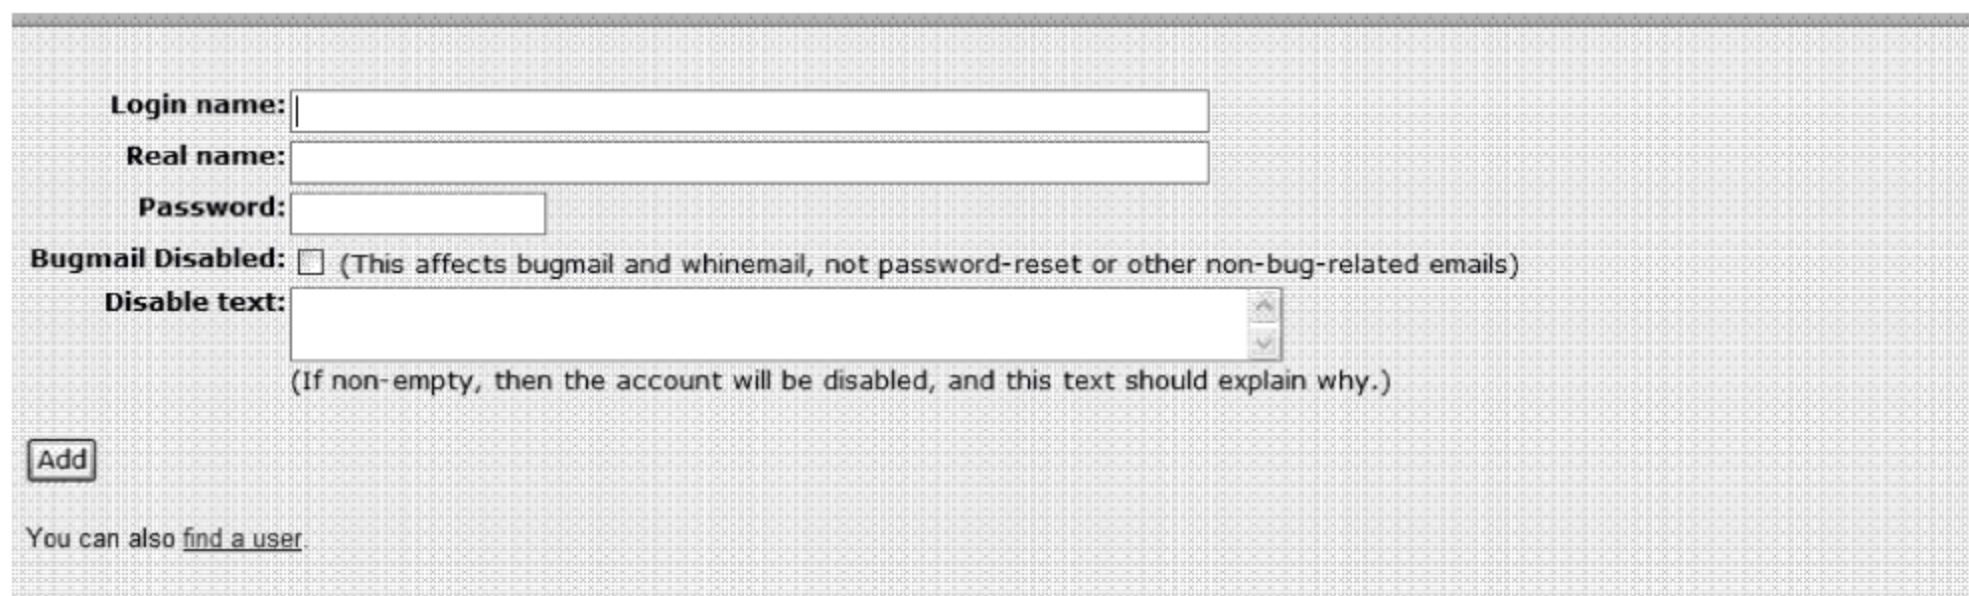 Login name:
Real name:
Password:
Bugmail Disabled: (This affects bugmail and whinemail, not password-reset or other non-bug-related emails)
Disable text:
(If non-empty, then the account will be disabled, and this text should explain why.)
Add
You can also find a user.